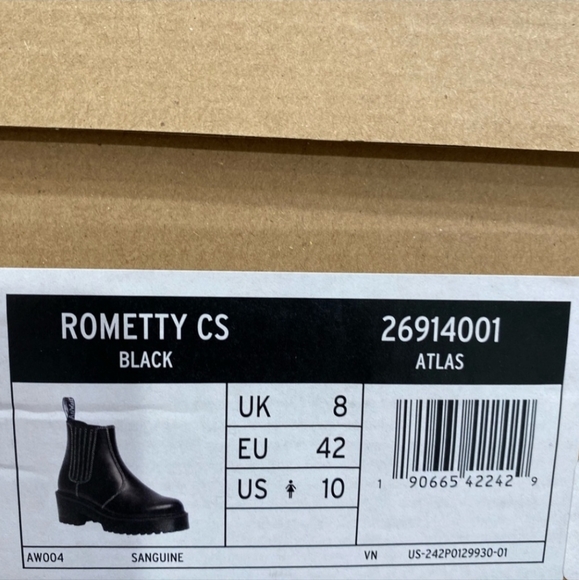 ROMETTY CS 26914001
BLACK ATLAS
UK 8
EU 42
US 10
1 90665 42242 9
AW004 SANGUINE VN US-242P0129930-01